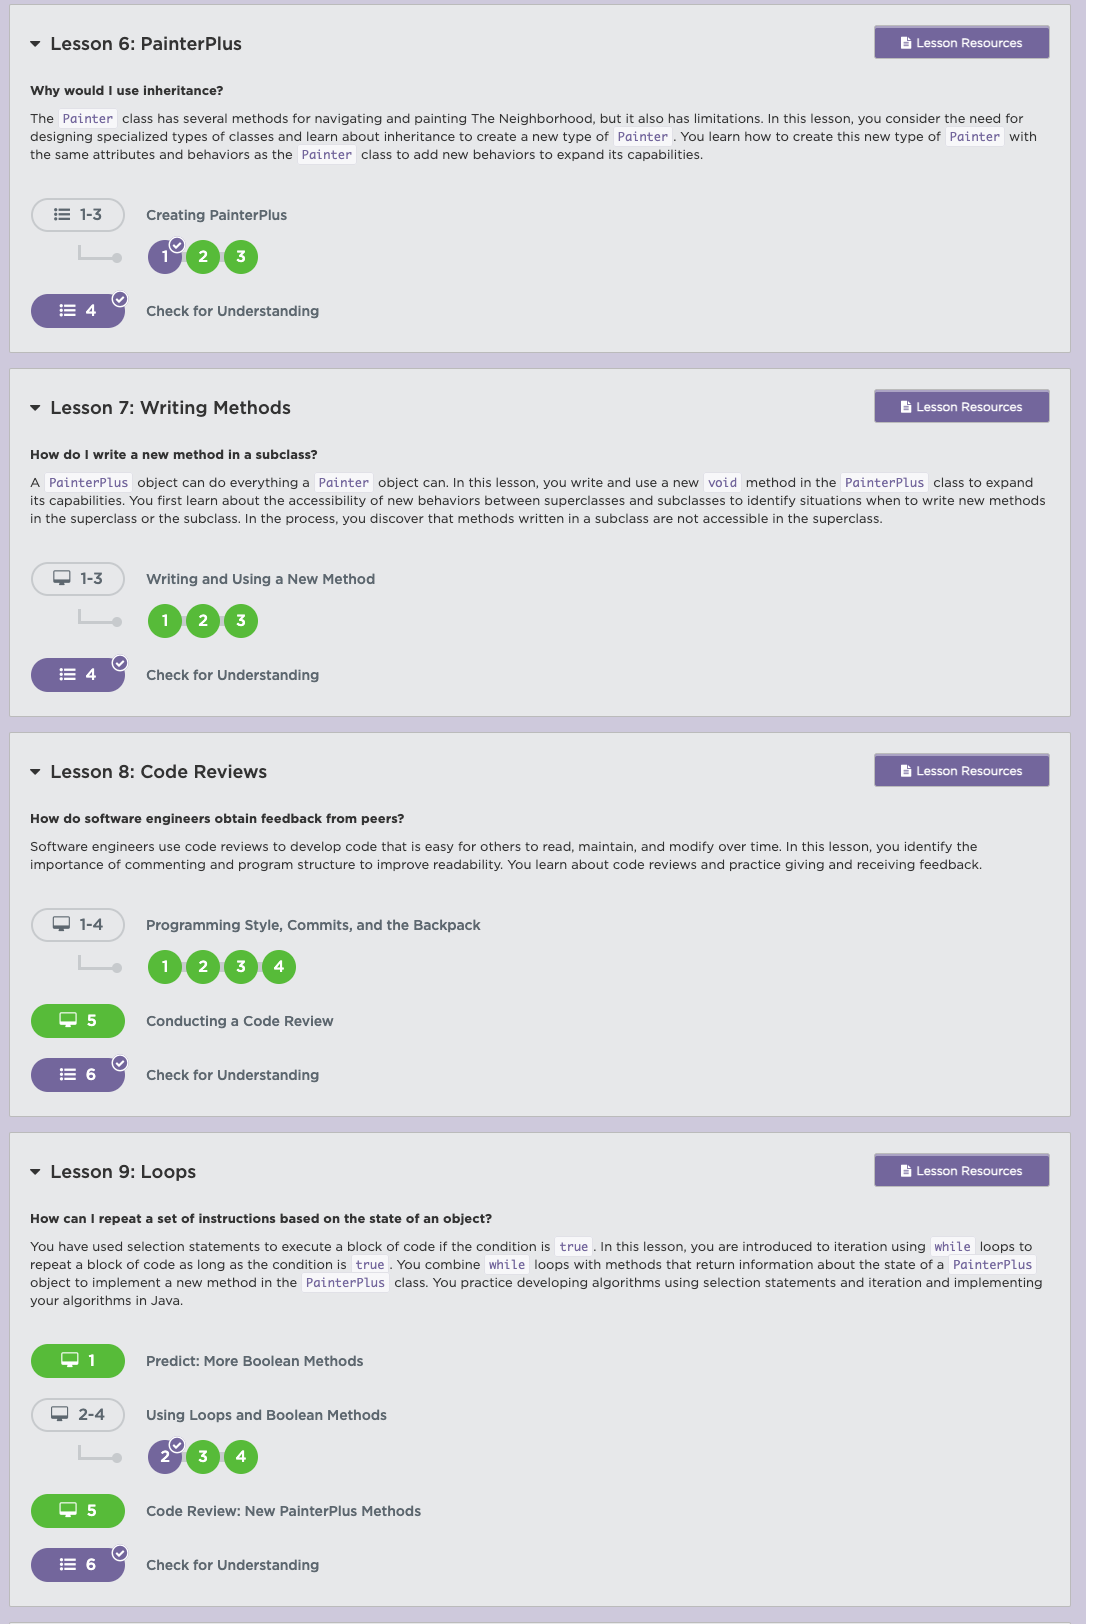 Lesson 6: PainterPlus
Lesson Resources
Why would I use inheritance?
The Painter class has several methods for navigating and painting The Neighborhood, but it also has limitations. In this lesson, you consider the need for
designing specialized types of classes and learn about inheritance to create a new type of Painter. You learn how to create this new type of Painter with
the same attributes and behaviors as the Painter class to add new behaviors to expand its capabilities.
1-3 Creating PainterPlus
1 2 3
4 Check for Understanding
Lesson 7: Writing Methods
Lesson Resources
How do I write a new method in a subclass?
A PainterPlus object can do everything a Painter object can. In this lesson, you write and use a new void method in the PainterPlus class to expand
its capabilities. You first learn about the accessibility of new behaviors between superclasses and subclasses to identify situations when to write new methods
in the superclass or the subclass. In the process, you discover that methods written in a subclass are not accessible in the superclass.
1-3 Writing and Using a New Method
1 2 3
4 Check for Understanding
Lesson 8: Code Reviews
Lesson Resources
How do software engineers obtain feedback from peers?
Software engineers use code reviews to develop code that is easy for others to read, maintain, and modify over time. In this lesson, you identify the
importance of commenting and program structure to improve readability. You learn about code reviews and practice giving and receiving feedback.
1-4 Programming Style, Commits, and the Backpack
1 2 3 4
5 Conducting a Code Review
6 Check for Understanding
Lesson 9: Loops
Lesson Resources
How can I repeat a set of instructions based on the state of an object?
You have used selection statements to execute a block of code if the condition is true. In this lesson, you are introduced to iteration using while loops to
repeat a block of code as long as the condition is true. You combine while loops with methods that return information about the state of a PainterPlus
object to implement a new method in the PainterPlus class. You practice developing algorithms using selection statements and iteration and implementing
your algorithms in Java.
1 Predict: More Boolean Methods
2-4 Using Loops and Boolean Methods
2 3 4
5 Code Review: New PainterPlus Methods
6 Check for Understanding